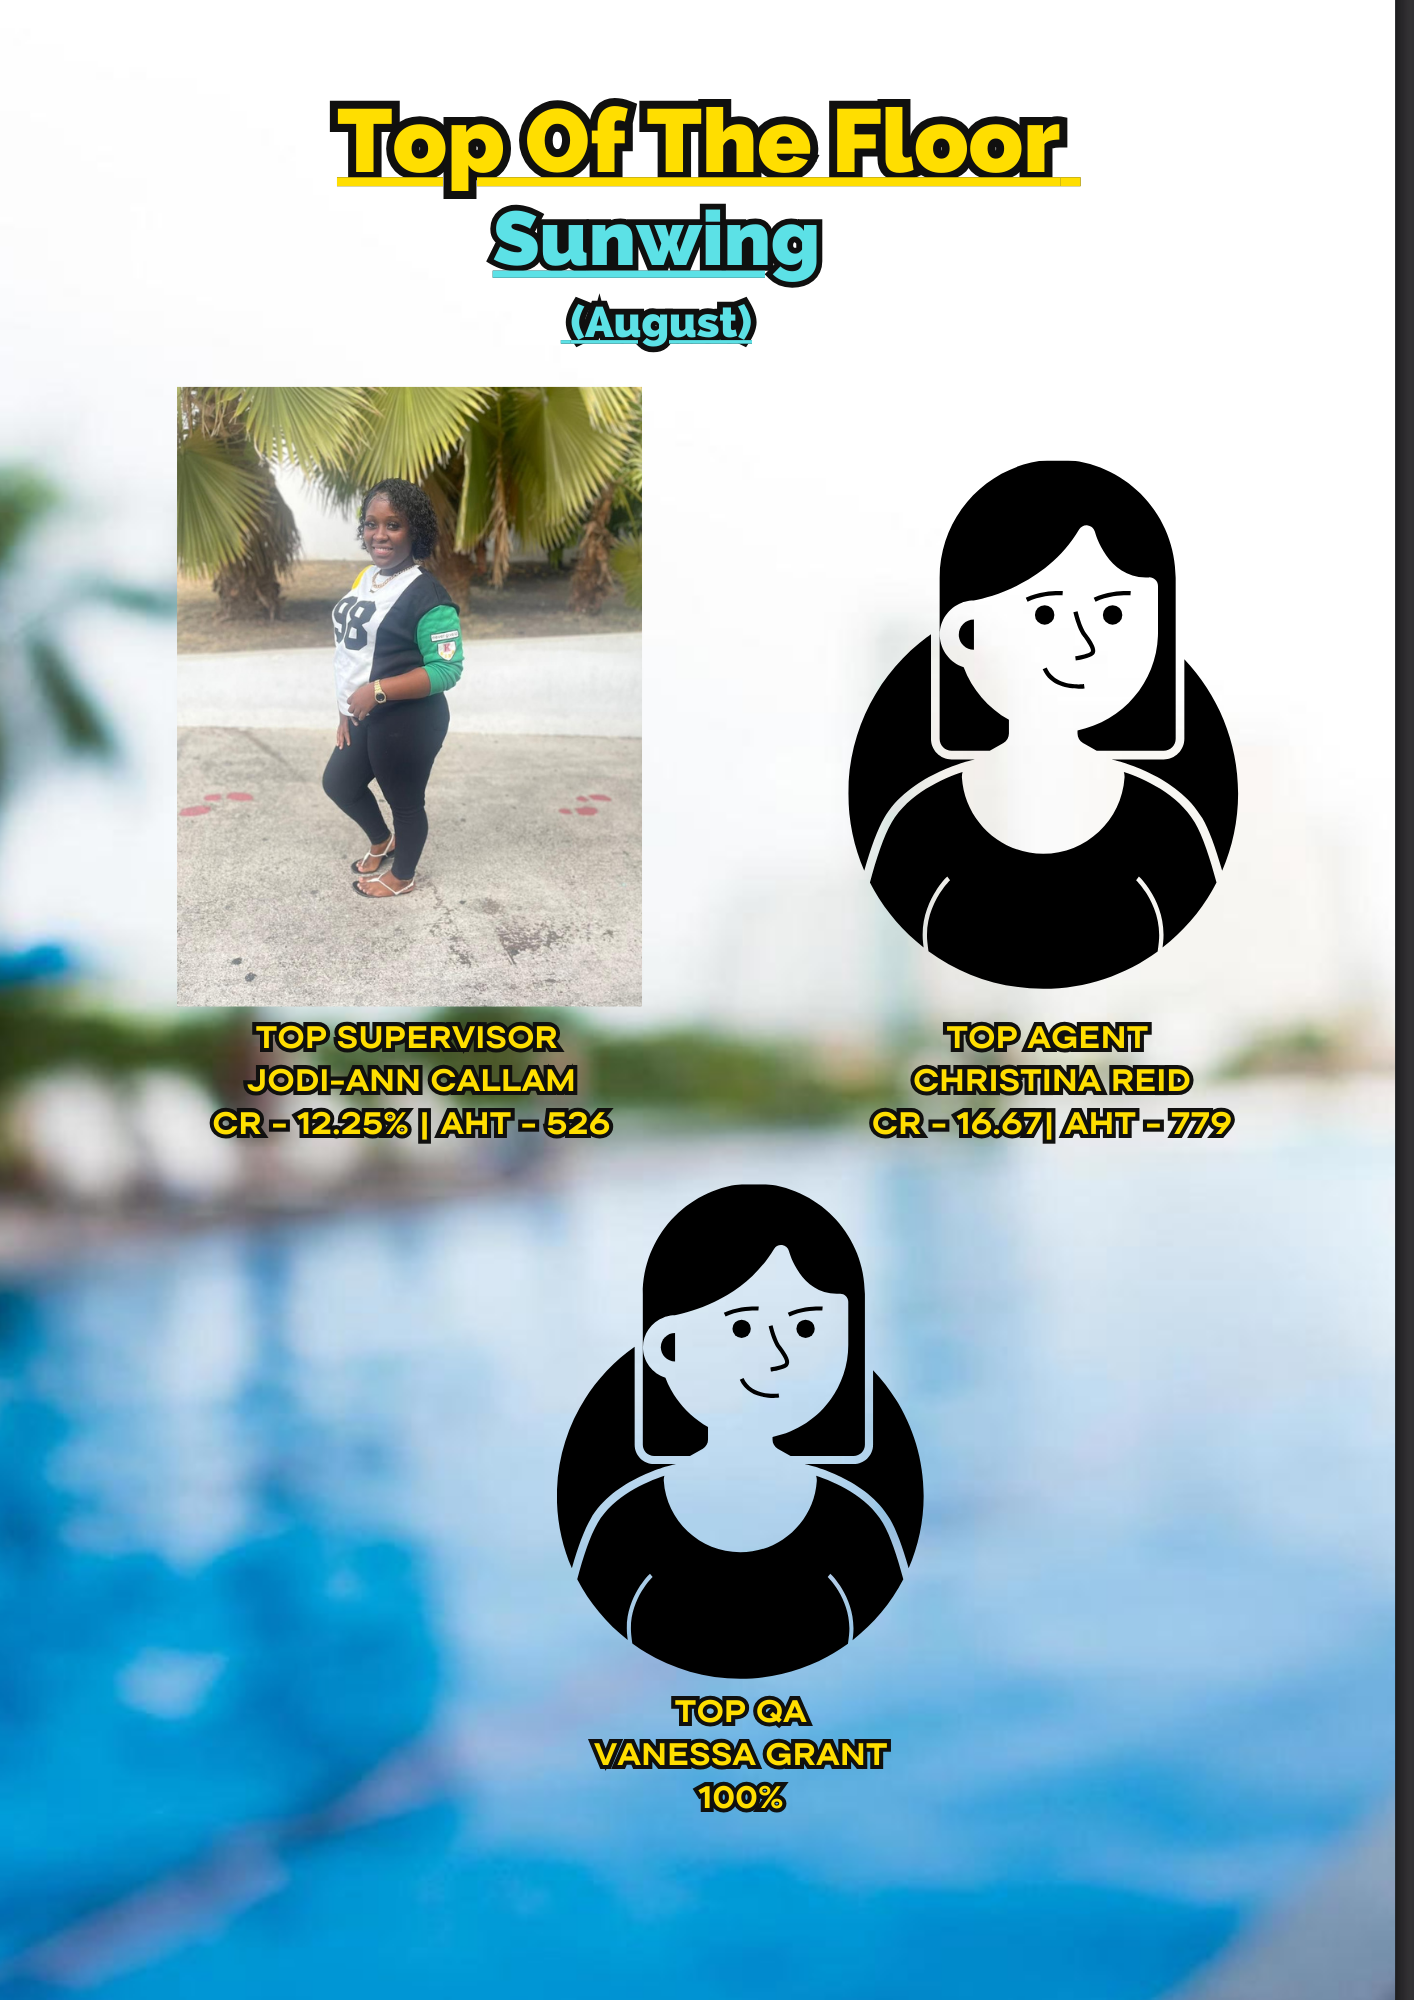 Top Of The Floor
Sunwing
(August)
98
TOP SUPERVISOR
JODI-ANN CALLAM
CR - 12.25% | AHT - 526
TOP AGENT
CHRISTINA REID
CR - 16.67| AHT - 779
TOP QA
VANESSA GRANT
100%